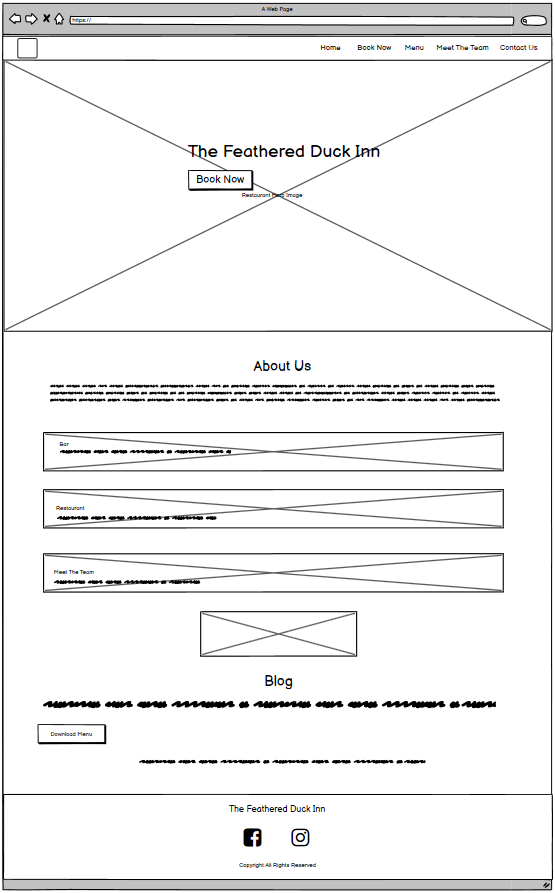 A Web Page
https://
Home Book Now Menu Meet The Team Contact Us
The Feathered Duck Inn
Book Now
Restaurant Hero Image
About Us
Bar
Restaurant
Meet The Team
Blog
Download Menu
The Feathered Duck Inn
Copyright All Rights Reserved